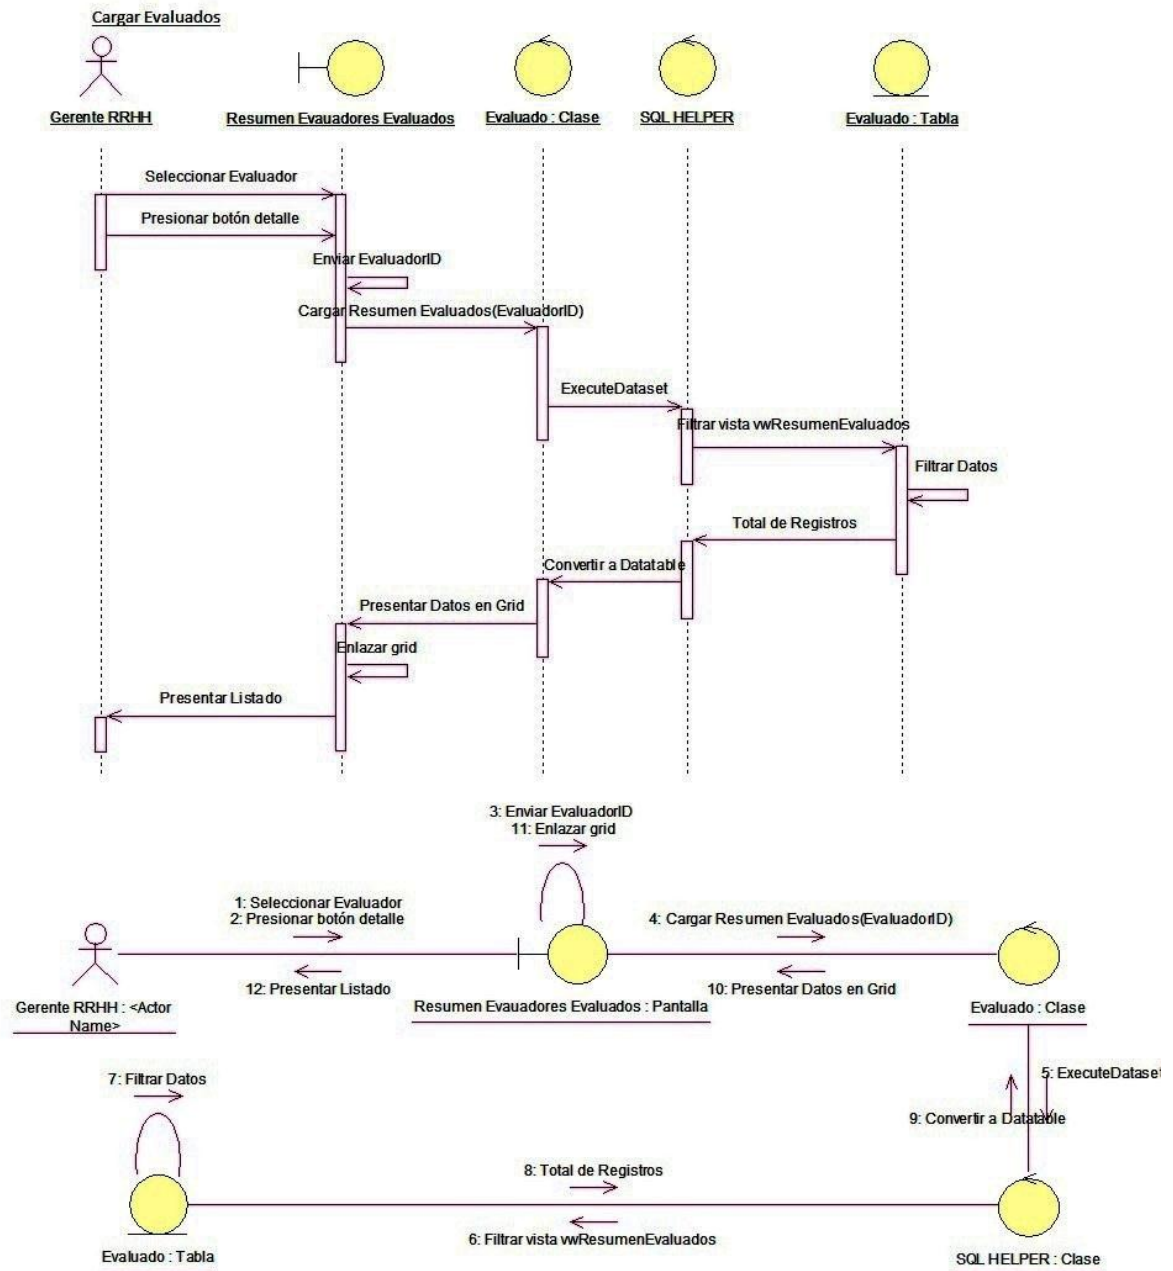 Cargar Evaluados
Gerente RRHH
Resumen Evauadores Evaluados
Evaluado : Clase
SQL HELPER
Evaluado : Tabla
Seleccionar Evaluador
Presionar botón detalle
Enviar EvaluadorID
Cargar Resumen Evaluados(EvaluadorID)
ExecuteDataset
Filtrar vista vwResumenEvaluados
Filtrar Datos
Total de Registros
Convertir a Datatable
Presentar Datos en Grid
Enlazar grid
Presentar Listado
3: Enviar EvaluadorID
11: Enlazar grid
1: Seleccionar Evaluador
2: Presionar botón detalle
4: Cargar Resumen Evaluados(EvaluadorID)
12: Presentar Listado
10: Presentar Datos en Grid
Gerente RRHH : <Actor
Name>
Resumen Evauadores Evaluados : Pantalla
Evaluado : Clase
7: Filtrar Datos
5: ExecuteDataset
9: Convertir a Datatable
8: Total de Registros
6: Filtrar vista vwResumenEvaluados
Evaluado : Tabla
SQL HELPER : Clase